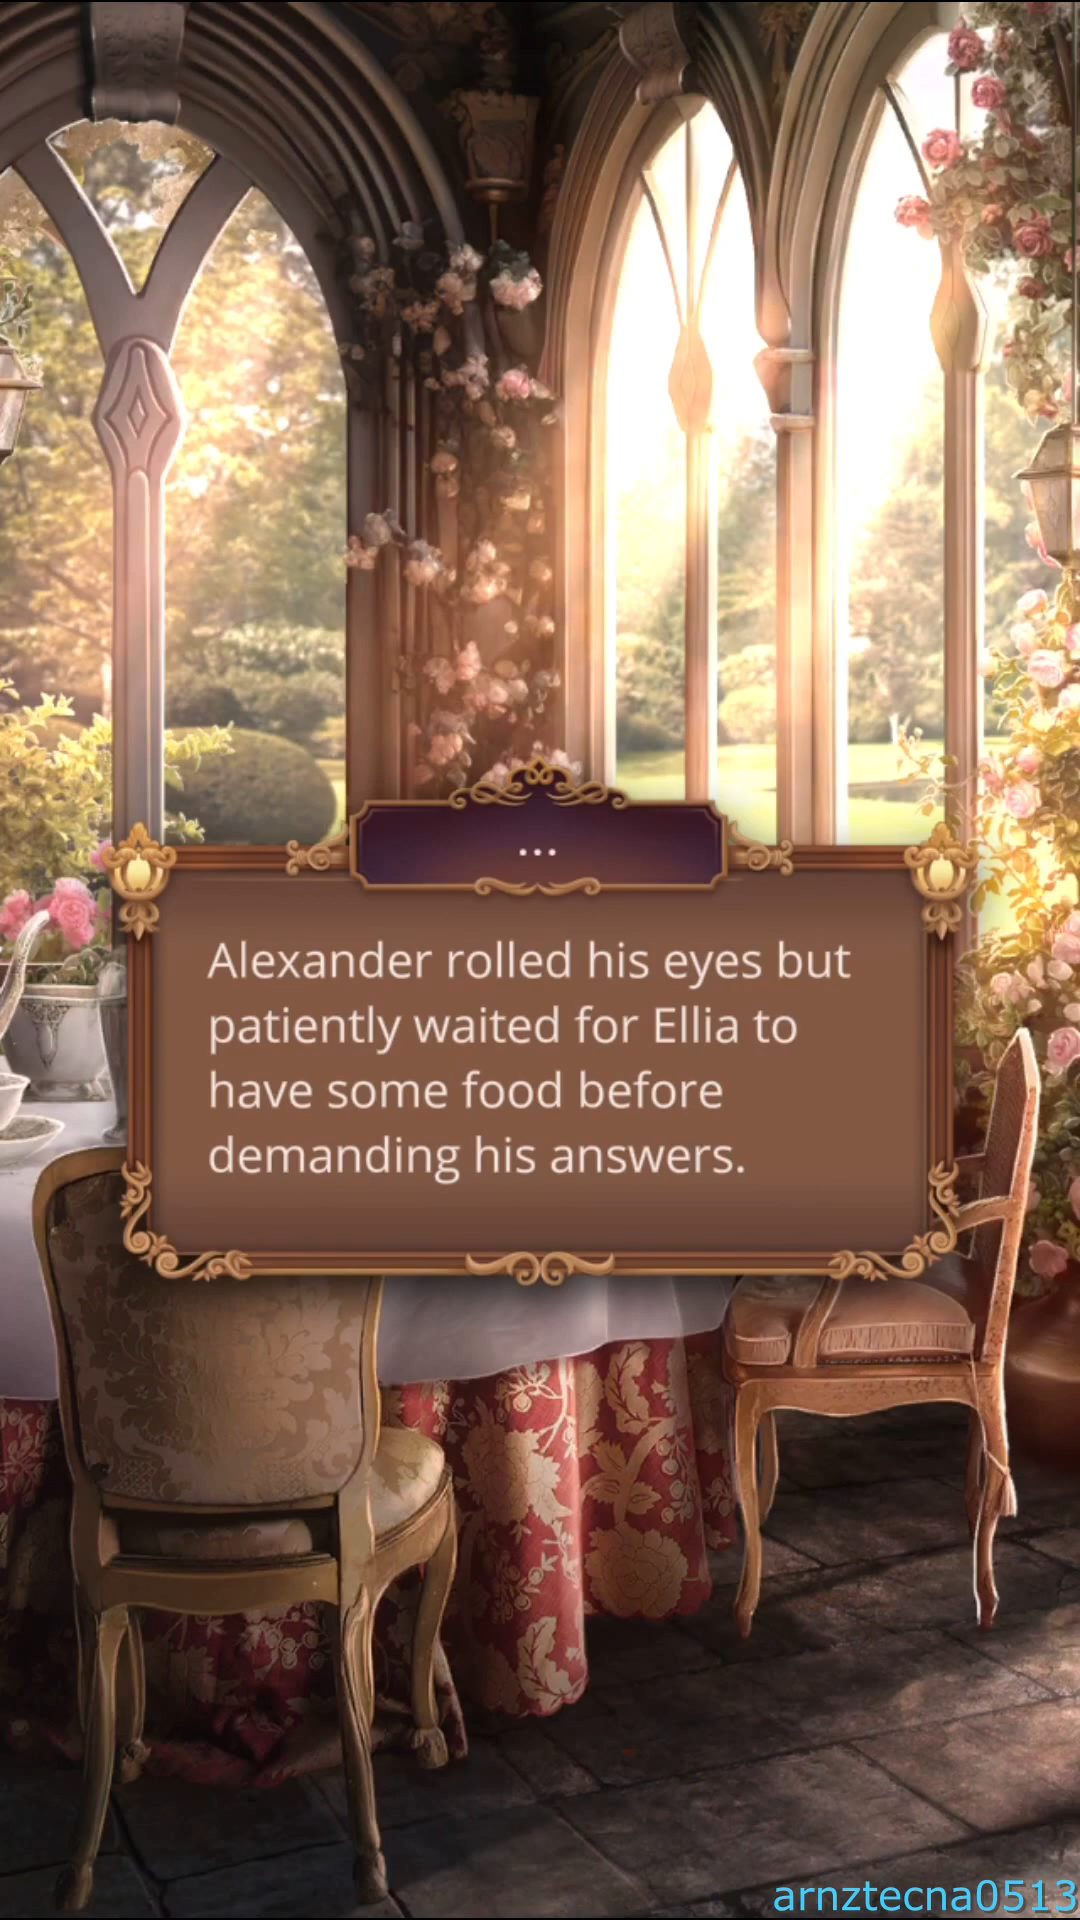 ...
Alexander rolled his eyes but
patiently waited for Ellia to
have some food before
demanding his answers.
arnztecna0513